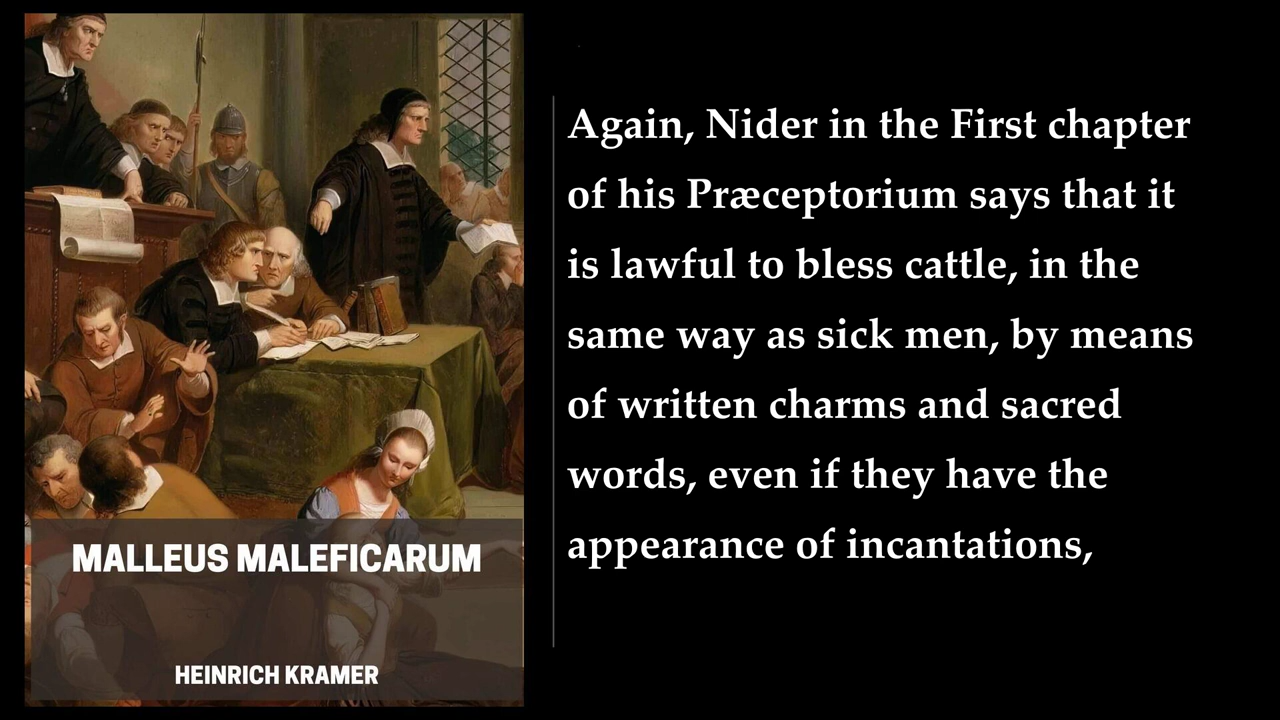 MALLEUS MALEFICARUM
HEINRICH KRAMER
Again, Nider in the First chapter
of his Præceptorium says that it
is lawful to bless cattle, in the
same way as sick men, by means
of written charms and sacred
words, even if they have the
appearance of incantations,